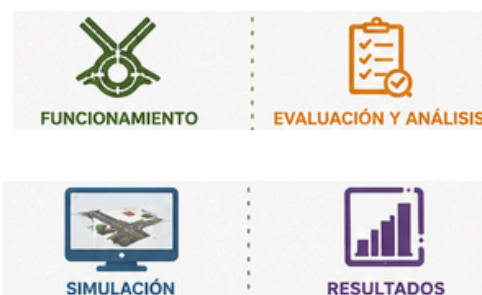 FUNCIONAMIENTO
EVALUACIÓN Y ANÁLISIS
SIMULACIÓN
RESULTADOS